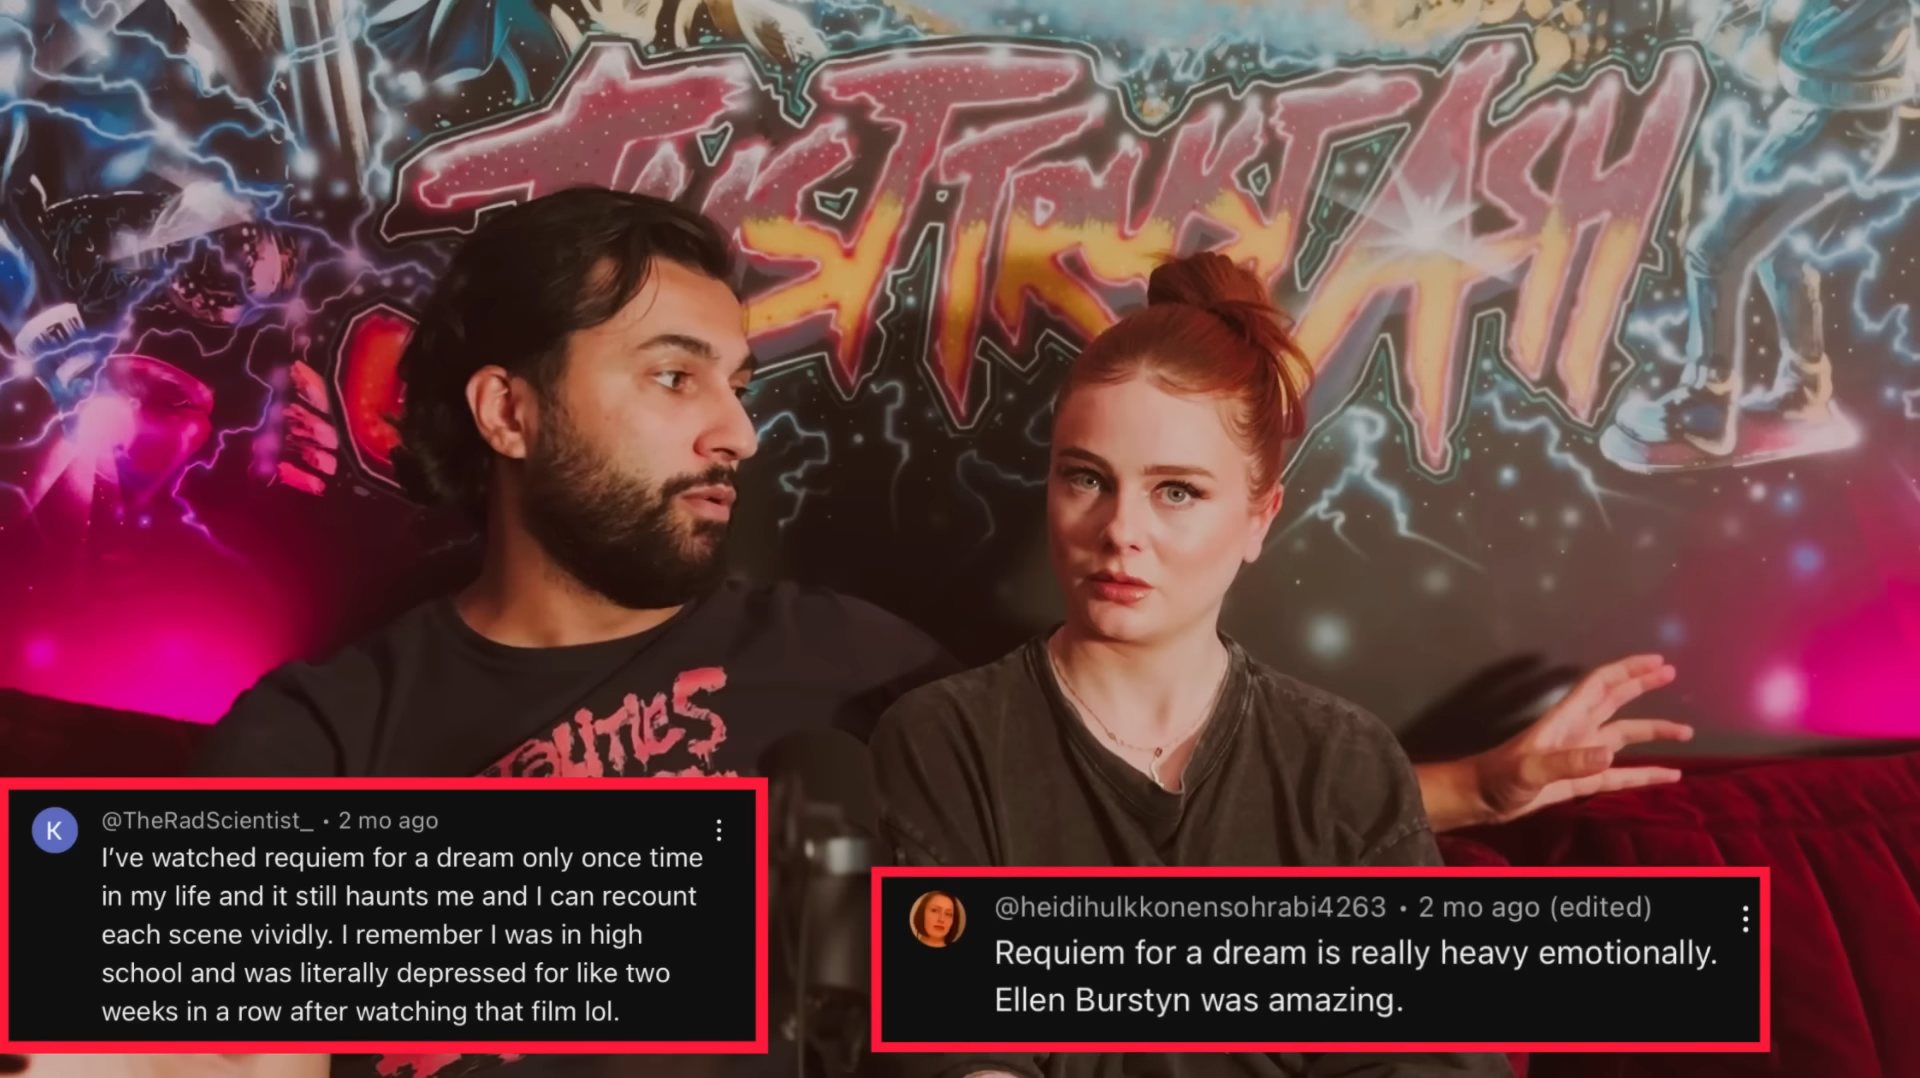 ASH
K
@TheRadScientist_ • 2 mo ago
I've watched requiem for a dream only once time
in my life and it still haunts me and I can recount
each scene vividly. I remember I was in high
school and was literally depressed for like two
weeks in a row after watching that film lol.
@heidihulkkonensohrabi4263 • 2 mo ago (edited)
Requiem for a dream is really heavy emotionally.
Ellen Burstyn was amazing.